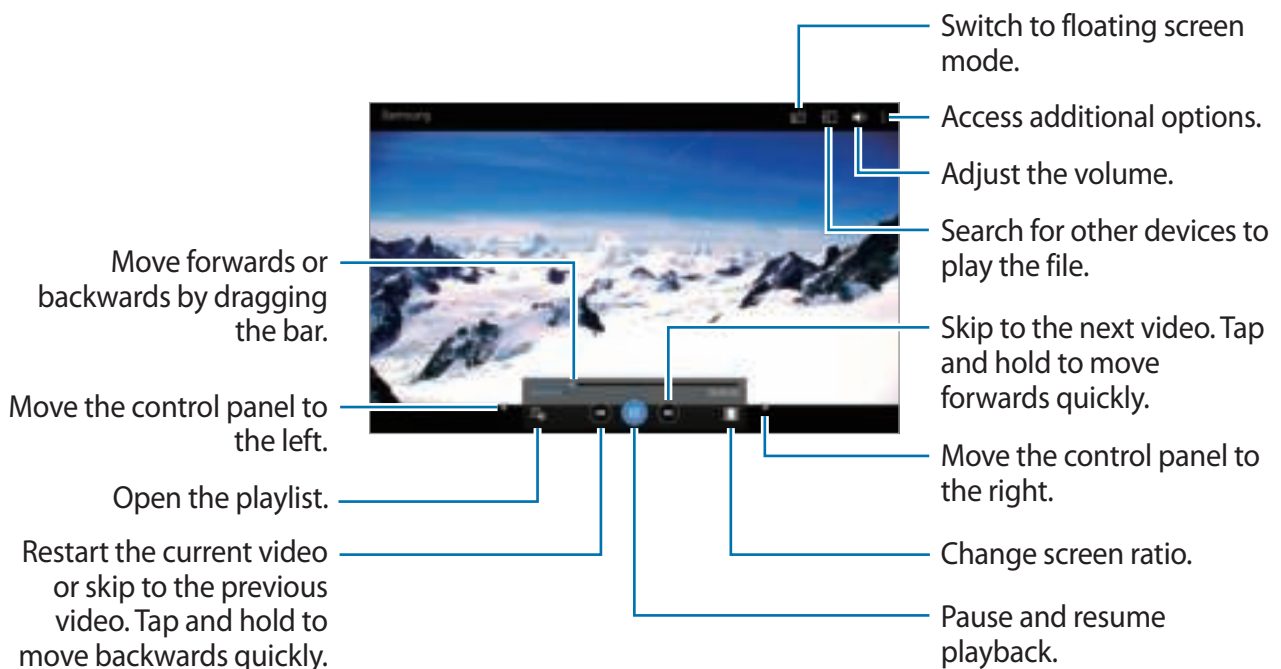 Switch to floating screen
mode.
Samsung
Access additional options.
Adjust the volume.
Search for other devices to
play the file.
Move forwards or
backwards by dragging
the bar.
Skip to the next video. Tap
and hold to move
forwards quickly.
Move the control panel to
the left.
Move the control panel to
the right.
Open the playlist.
Change screen ratio.
Restart the current video
or skip to the previous
video. Tap and hold to
move backwards quickly.
Pause and resume
playback.